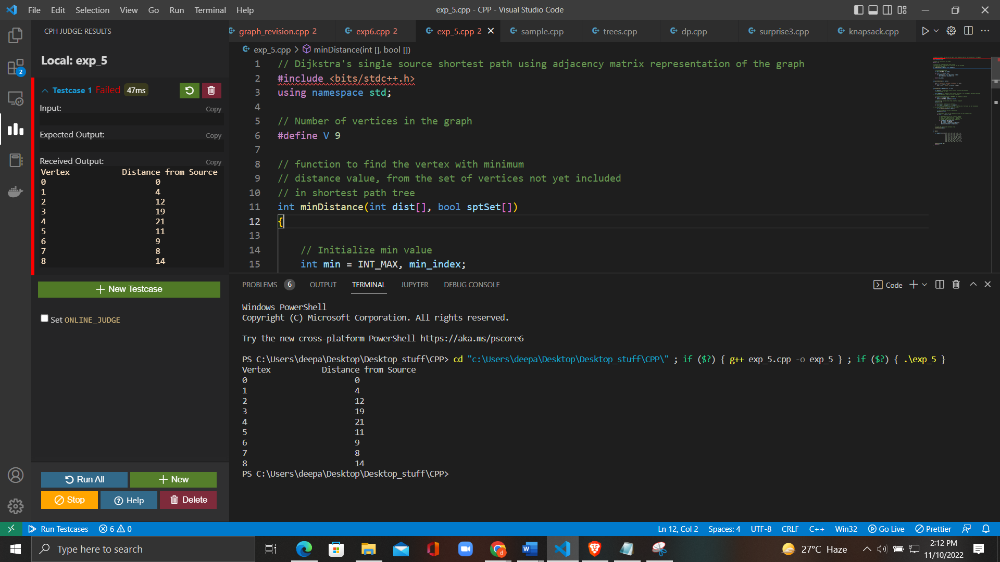 File Edit Selection View Go Run Terminal Help
exp_5.cpp - CPP - Visual Studio Code
CPH JUDGE: RESULTS
graph_revision.cpp 2
exp6.cpp 2
exp_5.cpp 2
sample.cpp
trees.cpp
dp.cpp
surprise3.cpp
knapsack.cpp
exp_5.cpp > minDistance(int [], bool [])
Local: exp_5
2
Testcase 1 Failed 47ms
Input:
Copy
Expected Output:
Copy
Received Output:
Copy
Vertex Distance from Source
0 0
1 4
2 12
3 19
4 21
5 11
6 9
7 8
8 14
New Testcase
Set ONLINE_JUDGE
Run All
New
Stop
Help
Delete
1 // Dijkstra's single source shortest path using adjacency matrix representation of the graph
2 #include <bits/stdc++.h>
3 using namespace std;
4
5 // Number of vertices in the graph
6 #define V 9
7
8 // function to find the vertex with minimum
9 // distance value, from the set of vertices not yet included
10 // in shortest path tree
11 int minDistance(int dist[], bool sptSet[])
12 {
13
14 // Initialize min value
15 int min = INT_MAX, min_index;
PROBLEMS 6 OUTPUT TERMINAL JUPYTER DEBUG CONSOLE
Code
Windows PowerShell
Copyright (C) Microsoft Corporation. All rights reserved.
Try the new cross-platform PowerShell https://aka.ms/pscore6
PS C:\Users\deepa\Desktop\Desktop_stuff\CPP> cd "c:\Users\deepa\Desktop\Desktop_stuff\CPP\" ; if ($?) { g++ exp_5.cpp -o exp_5 } ; if ($?) { .\exp_5 }
Vertex Distance from Source
0 0
1 4
2 12
3 19
4 21
5 11
6 9
7 8
8 14
PS C:\Users\deepa\Desktop\Desktop_stuff\CPP>
Run Testcases
6 0
Ln 12, Col 2
Spaces: 4
UTF-8
CRLF
C++
Win32
Go Live
Prettier
Type here to search
27°C Haze
2:12 PM
11/10/2022